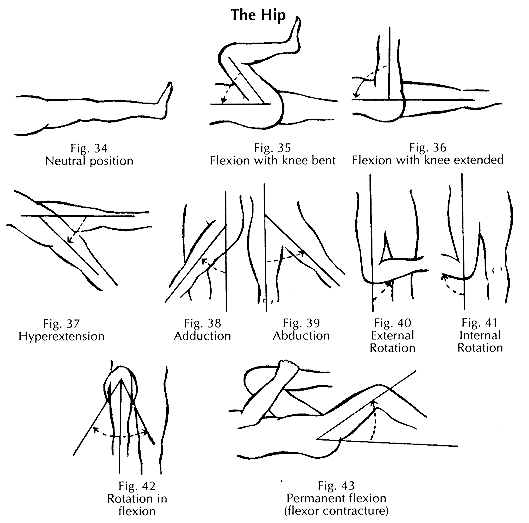 The Hip
Fig. 34
Neutral position
Fig. 35
Flexion with knee bent
Fig. 36
Flexion with knee extended
Fig. 37
Hyperextension
Fig. 38
Adduction
Fig. 39
Abduction
Fig. 40
External
Rotation
Fig. 41
Internal
Rotation
Fig. 42
Rotation in
flexion
Fig. 43
Permanent flexion
(flexor contracture)